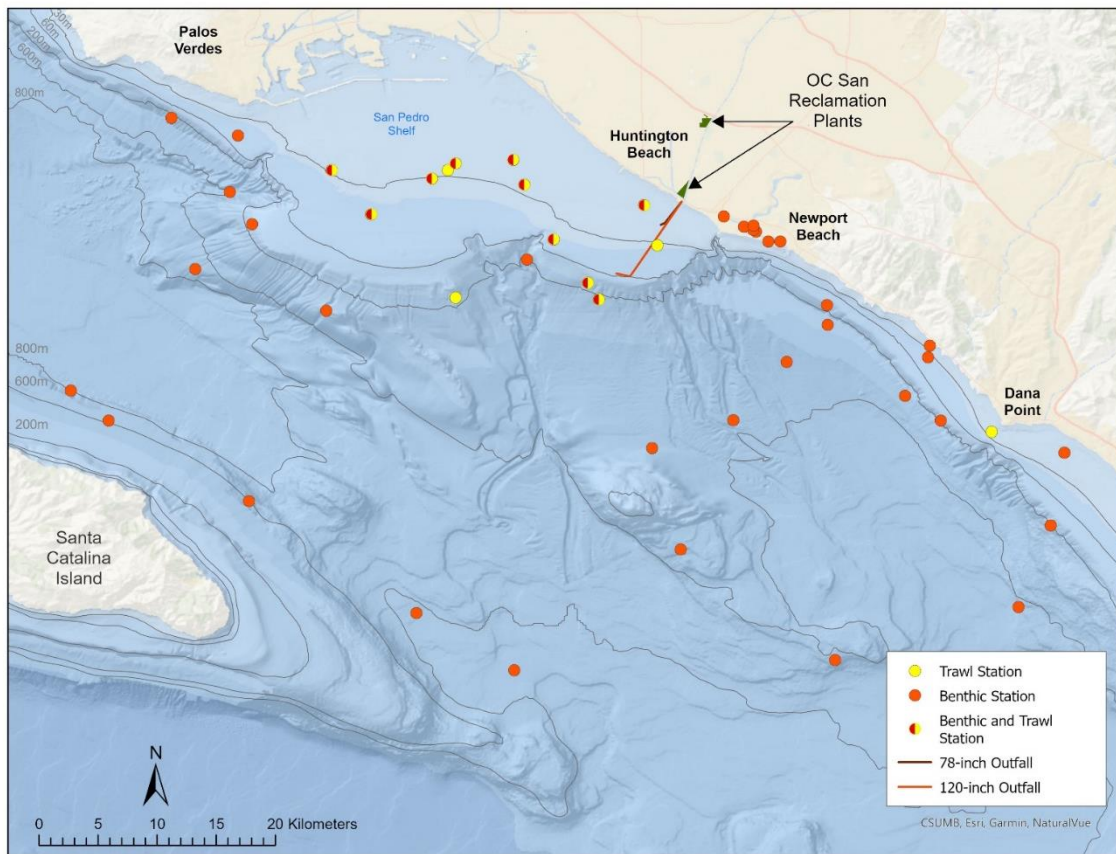 Palos
Verdes
30m
60m
200m
600m
800m
San Pedro
Shelf
OC San
Reclamation
Plants
Huntington
Beach
Newport
Beach
800m
600m
200m
Dana
Point
Santa
Catalina
Island
Trawl Station
Benthic Station
Benthic and Trawl
Station
78-inch Outfall
120-inch Outfall
N
0 5 10 15 20 Kilometers
CSUMB, Esri, Garmin, NaturalVue